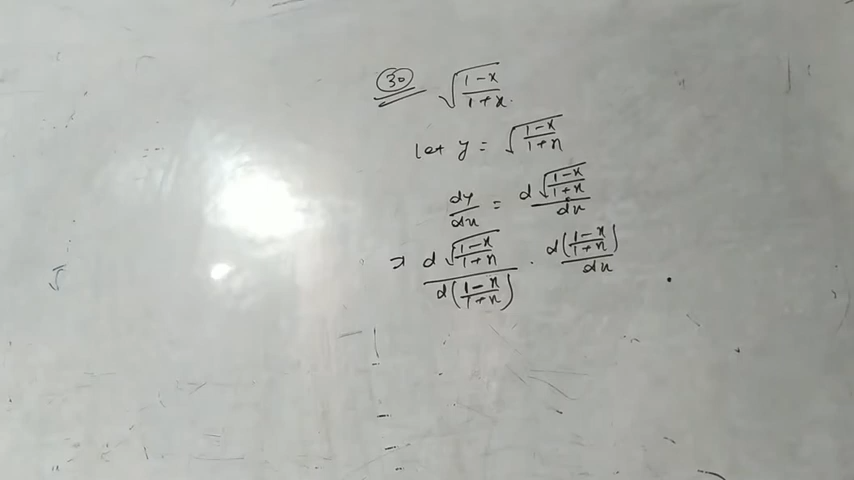 30 √((1-x)/(1+x)).
let y = √((1-x)/(1+x))
dy/dx = d√((1-x)/(1+x))/dx
⇒ d√((1-x)/(1+x))/d((1-x)/(1+x)) . d((1-x)/(1+x))/dx